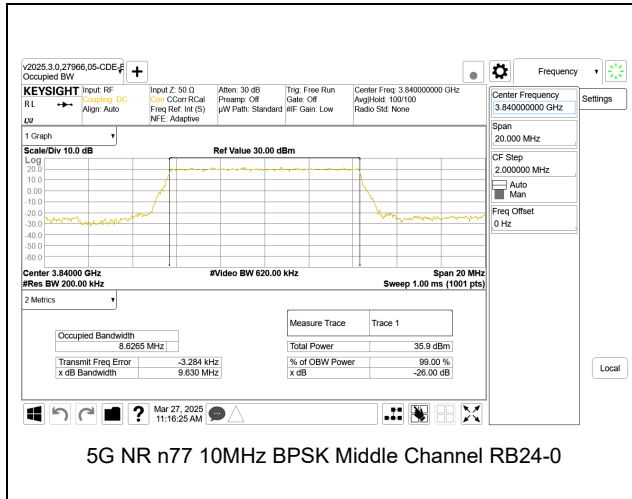 v2025.3.0,27966,05-CDE-E
Occupied BW
Frequency
KEYSIGHT
RL
Input: RF
Coupling: DC
Align: Auto
Input Z: 50 Ω
Corr CCorr RCal
Freq Ref: Int (S)
NFE: Adaptive
Atten: 30 dB
Preamp: Off
µW Path: Standard
Trig: Free Run
Gate: Off
#IF Gain: Low
Center Freq: 3.840000000 GHz
Avg|Hold: 100/100
Radio Std: None
Center Frequency
3.840000000 GHz
Settings
Span
20.000 MHz
CF Step
2.000000 MHz
Auto
Man
Freq Offset
0 Hz
Local
1 Graph
Scale/Div 10.0 dB
Ref Value 30.00 dBm
Log
20.0
10.0
0.00
-10.0
-20.0
-30.0
-40.0
-50.0
-60.0
Center 3.84000 GHz
#Video BW 620.00 kHz
Span 20 MHz
#Res BW 200.00 kHz
Sweep 1.00 ms (1001 pts)
2 Metrics
Measure Trace Trace 1
Occupied Bandwidth
8.6265 MHz
Total Power 35.9 dBm
Transmit Freq Error -3.284 kHz
% of OBW Power 99.00 %
x dB Bandwidth 9.630 MHz
x dB -26.00 dB
Mar 27, 2025
11:16:25 AM
5G NR n77 10MHz BPSK Middle Channel RB24-0